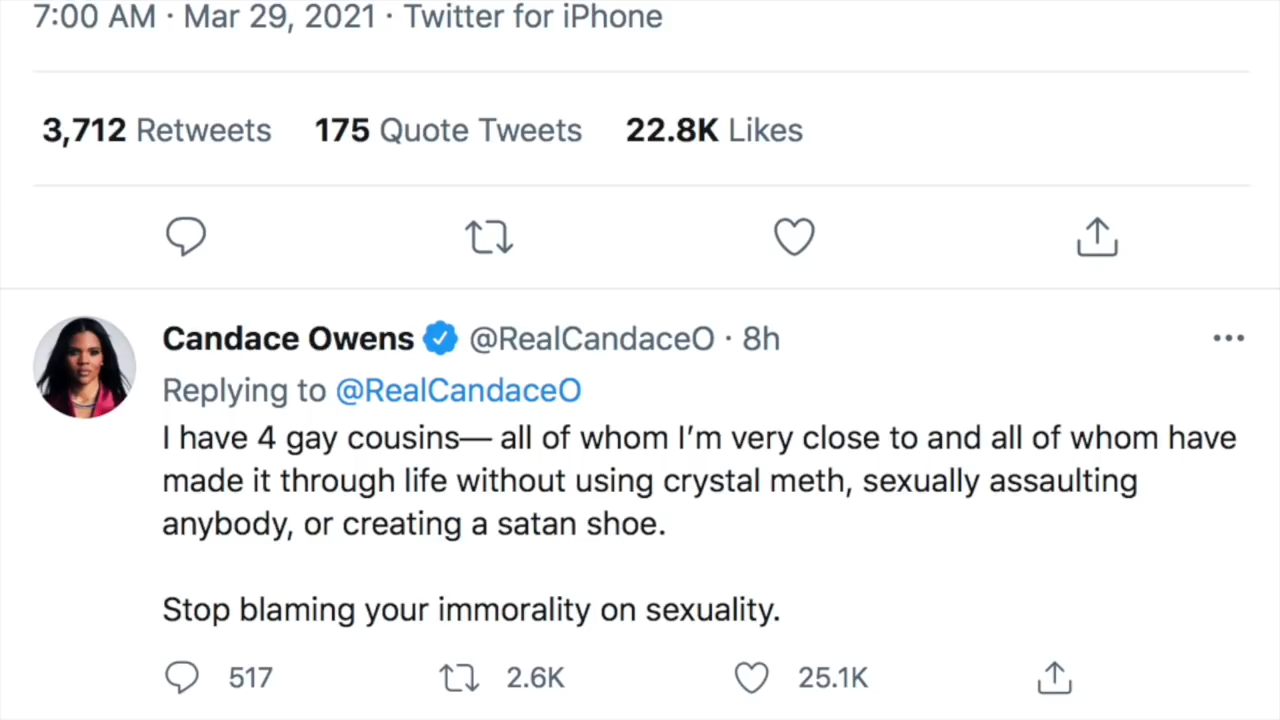 7:00 AM · Mar 29, 2021 · Twitter for iPhone
3,712 Retweets 175 Quote Tweets 22.8K Likes
Candace Owens @RealCandaceO · 8h
Replying to @RealCandaceO
I have 4 gay cousins— all of whom I’m very close to and all of whom have
made it through life without using crystal meth, sexually assaulting
anybody, or creating a satan shoe.
Stop blaming your immorality on sexuality.
517 2.6K 25.1K